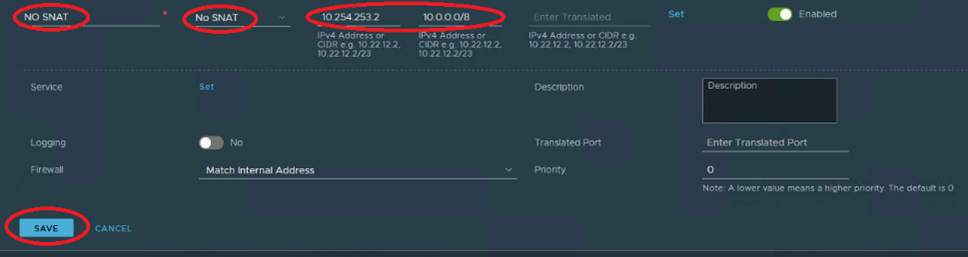 NO SNAT * No SNAT 10.254.253.2 10.0.0.0/8 Enter Translated Set Enabled
IPv4 Address or IPv4 Address or IPv4 Address or CIDR e.g.
CIDR e.g. 10.22.12.2, CIDR e.g. 10.22.12.2, 10.22.12.2, 10.22.12.2/23
10.22.12.2/23 10.22.12.2/23
Service Set Description Description
Logging No Translated Port Enter Translated Port
Firewall Match Internal Address Priority 0
Note: A lower value means a higher priority. The default is 0
SAVE CANCEL